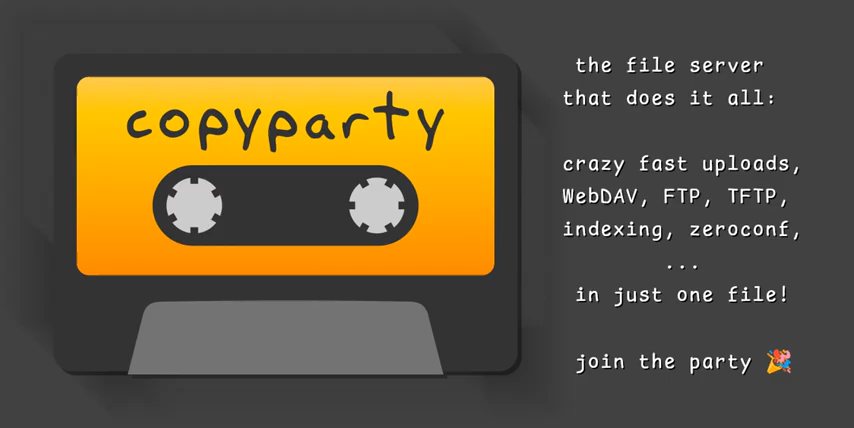 copyparty
the file server
that does it all:
crazy fast uploads,
WebDAV, FTP, TFTP,
indexing, zeroconf,
...
in just one file!
join the party 🎉